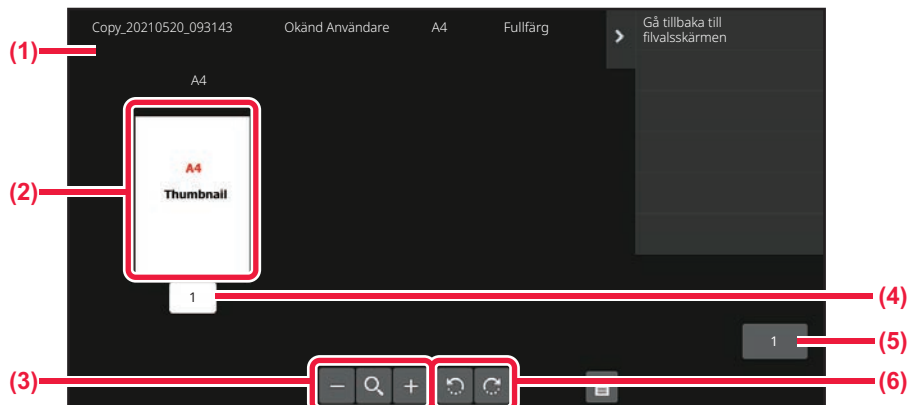 Copy_20210520_093143 Okänd Användare A4 Fullfärg
Gå tillbaka till
filvalsskärmen
(1)
A4
A4
Thumbnail
(2)
1
(4)
1
(5)
(3)
(6)